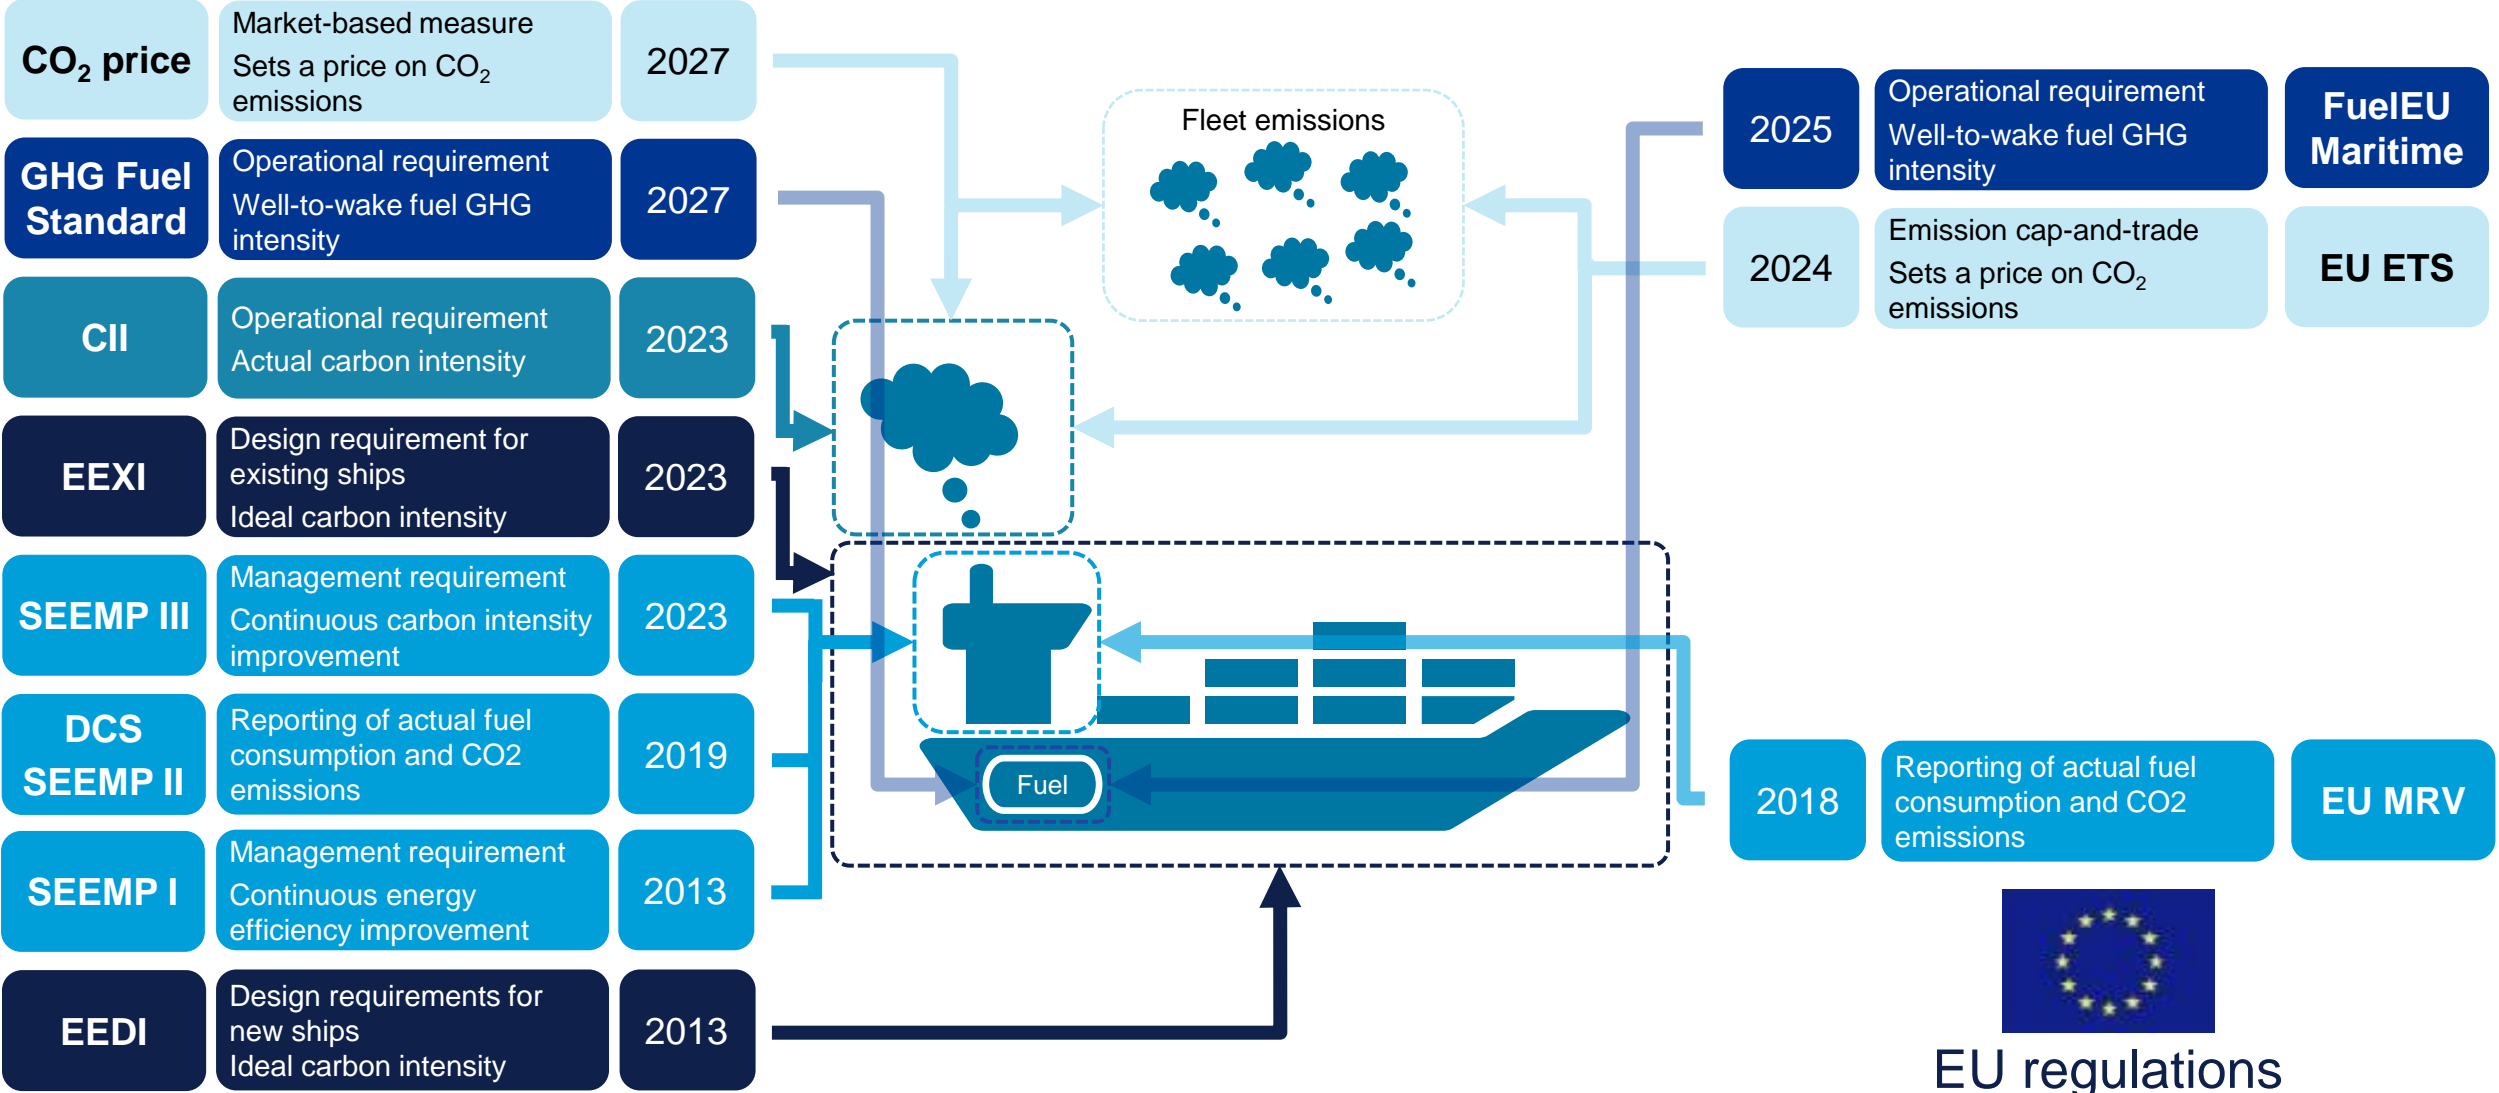 CO₂ price
Market-based measure
Sets a price on CO₂
emissions
2027
GHG Fuel
Standard
Operational requirement
Well-to-wake fuel GHG
intensity
2027
CII
Operational requirement
Actual carbon intensity
2023
EEXI
Design requirement for
existing ships
Ideal carbon intensity
2023
SEEMP III
Management requirement
Continuous carbon intensity
improvement
2023
DCS
SEEMP II
Reporting of actual fuel
consumption and CO2
emissions
2019
SEEMP I
Management requirement
Continuous energy
efficiency improvement
2013
EEDI
Design requirements for
new ships
Ideal carbon intensity
2013
Fleet emissions
Fuel
2025
Operational requirement
Well-to-wake fuel GHG
intensity
FuelEU
Maritime
2024
Emission cap-and-trade
Sets a price on CO₂
emissions
EU ETS
2018
Reporting of actual fuel
consumption and CO2
emissions
EU MRV
EU regulations